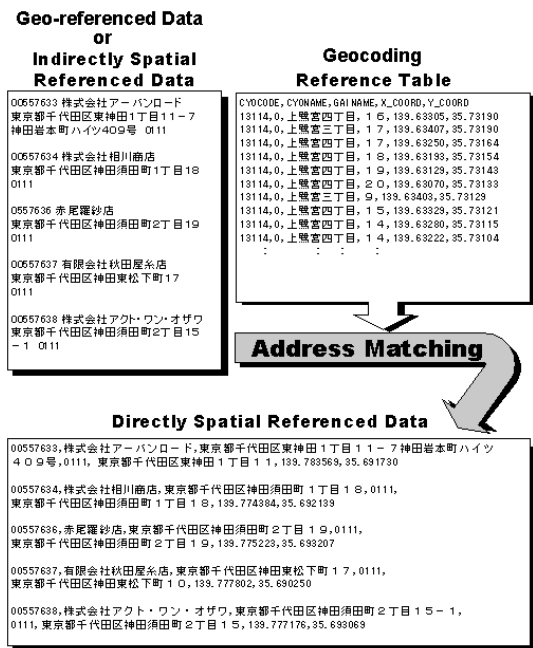 Geo-referenced Data
or
Indirectly Spatial
Referenced Data
00557633 株式会社アーバンロード
東京都千代田区東神田1丁目11-7
神田岩本町ハイツ409号 0111
00557634 株式会社相川商店
東京都千代田区神田須田町1丁目18
0111
0557636 赤尾羅紗店
東京都千代田区神田須田町2丁目19
0111
00557637 有限会社秋田屋糸店
東京都千代田区神田東松下町17
0111
00557638 株式会社アクト・ワン・オザワ
東京都千代田区神田須田町2丁目15
-1 0111
Geocoding
Reference Table
CYOCODE,CYONAME,GAINAME,X_COORD,Y_COORD
13114,0,上鷺宮四丁目,15,139.63305,35.73190
13114,0,上鷺宮三丁目,17,139.63407,35.73190
13114,0,上鷺宮四丁目,17,139.63250,35.73164
13114,0,上鷺宮四丁目,18,139.63193,35.73154
13114,0,上鷺宮四丁目,19,139.63129,35.73143
13114,0,上鷺宮四丁目,20,139.63070,35.73133
13114,0,上鷺宮三丁目,9,139.63403,35.73129
13114,0,上鷺宮四丁目,15,139.63329,35.73121
13114,0,上鷺宮四丁目,14,139.63280,35.73115
13114,0,上鷺宮四丁目,14,139.63222,35.73104
: : : :
Address Matching
Directly Spatial Referenced Data
00557633,株式会社アーバンロード,東京都千代田区東神田1丁目11-7神田岩本町ハイツ
409号,0111, 東京都千代田区東神田1丁目11,139.783569,35.691730
00557634,株式会社相川商店,東京都千代田区神田須田町1丁目18,0111,
東京都千代田区神田須田町1丁目18,139.774384,35.692139
00557636,赤尾羅紗店,東京都千代田区神田須田町2丁目19,0111,
東京都千代田区神田須田町2丁目19,139.775223,35.693207
00557637,有限会社秋田屋糸店,東京都千代田区神田東松下町17,0111,
東京都千代田区神田東松下町10,139.777802,35.690250
00557638,株式会社アクト・ワン・オザワ,東京都千代田区神田須田町2丁目15-1,
0111,東京都千代田区神田須田町2丁目15,139.777176,35.693069